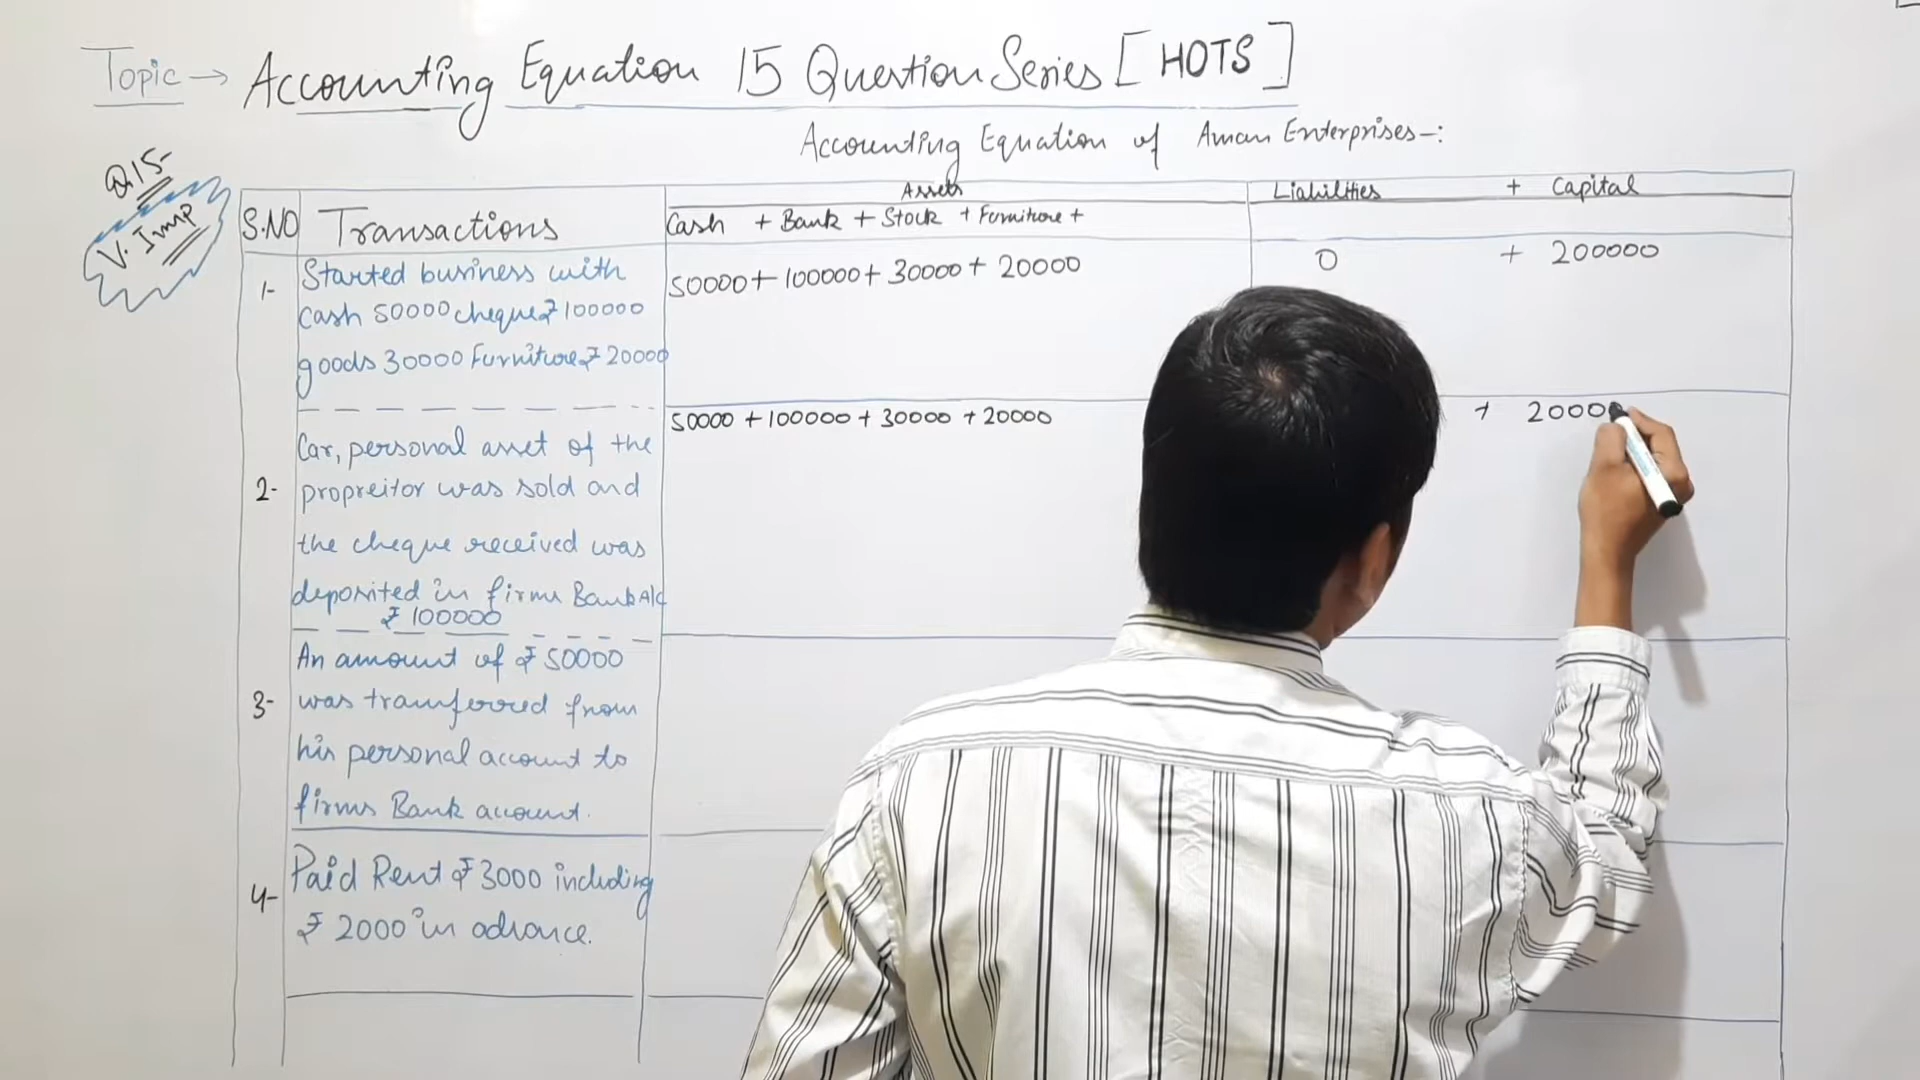 Topic → Accounting Equation 15 Question Series [HOTS]
Accounting Equation of Aman Enterprises-:
Q.15-
V. Imp
S.NO Transactions Assets Liabilities + Capital
Cash + Bank + Stock + Furniture +
1- Started business with
cash 50000 cheque ₹ 100000
goods 30000 Furniture ₹ 20000
50000 + 100000 + 30000 + 20000 0 + 200000
50000 + 100000 + 30000 + 20000 + 20000
2- Car, personal asset of the
propreitor was sold and
the cheque received was
deposited in firms Bank A/c
₹ 100000
3- An amount of ₹ 50000
was transferred from
his personal account to
firms Bank account.
4- Paid Rent ₹ 3000 including
₹ 2000 in advance.